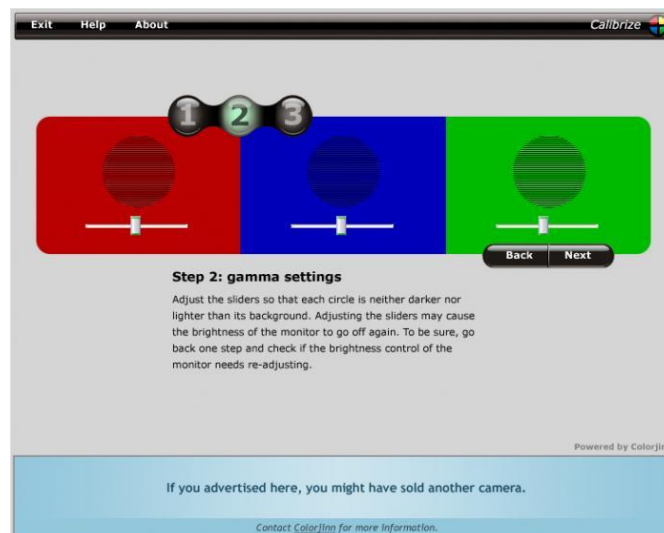 Exit Help About Calibrize
1 2 3
Back Next
Step 2: gamma settings
Adjust the sliders so that each circle is neither darker nor
lighter than its background. Adjusting the sliders may cause
the brightness of the monitor to go off again. To be sure, go
back one step and check if the brightness control of the
monitor needs re-adjusting.
Powered by Colorjin
If you advertised here, you might have sold another camera.
Contact Colorjinn for more information.